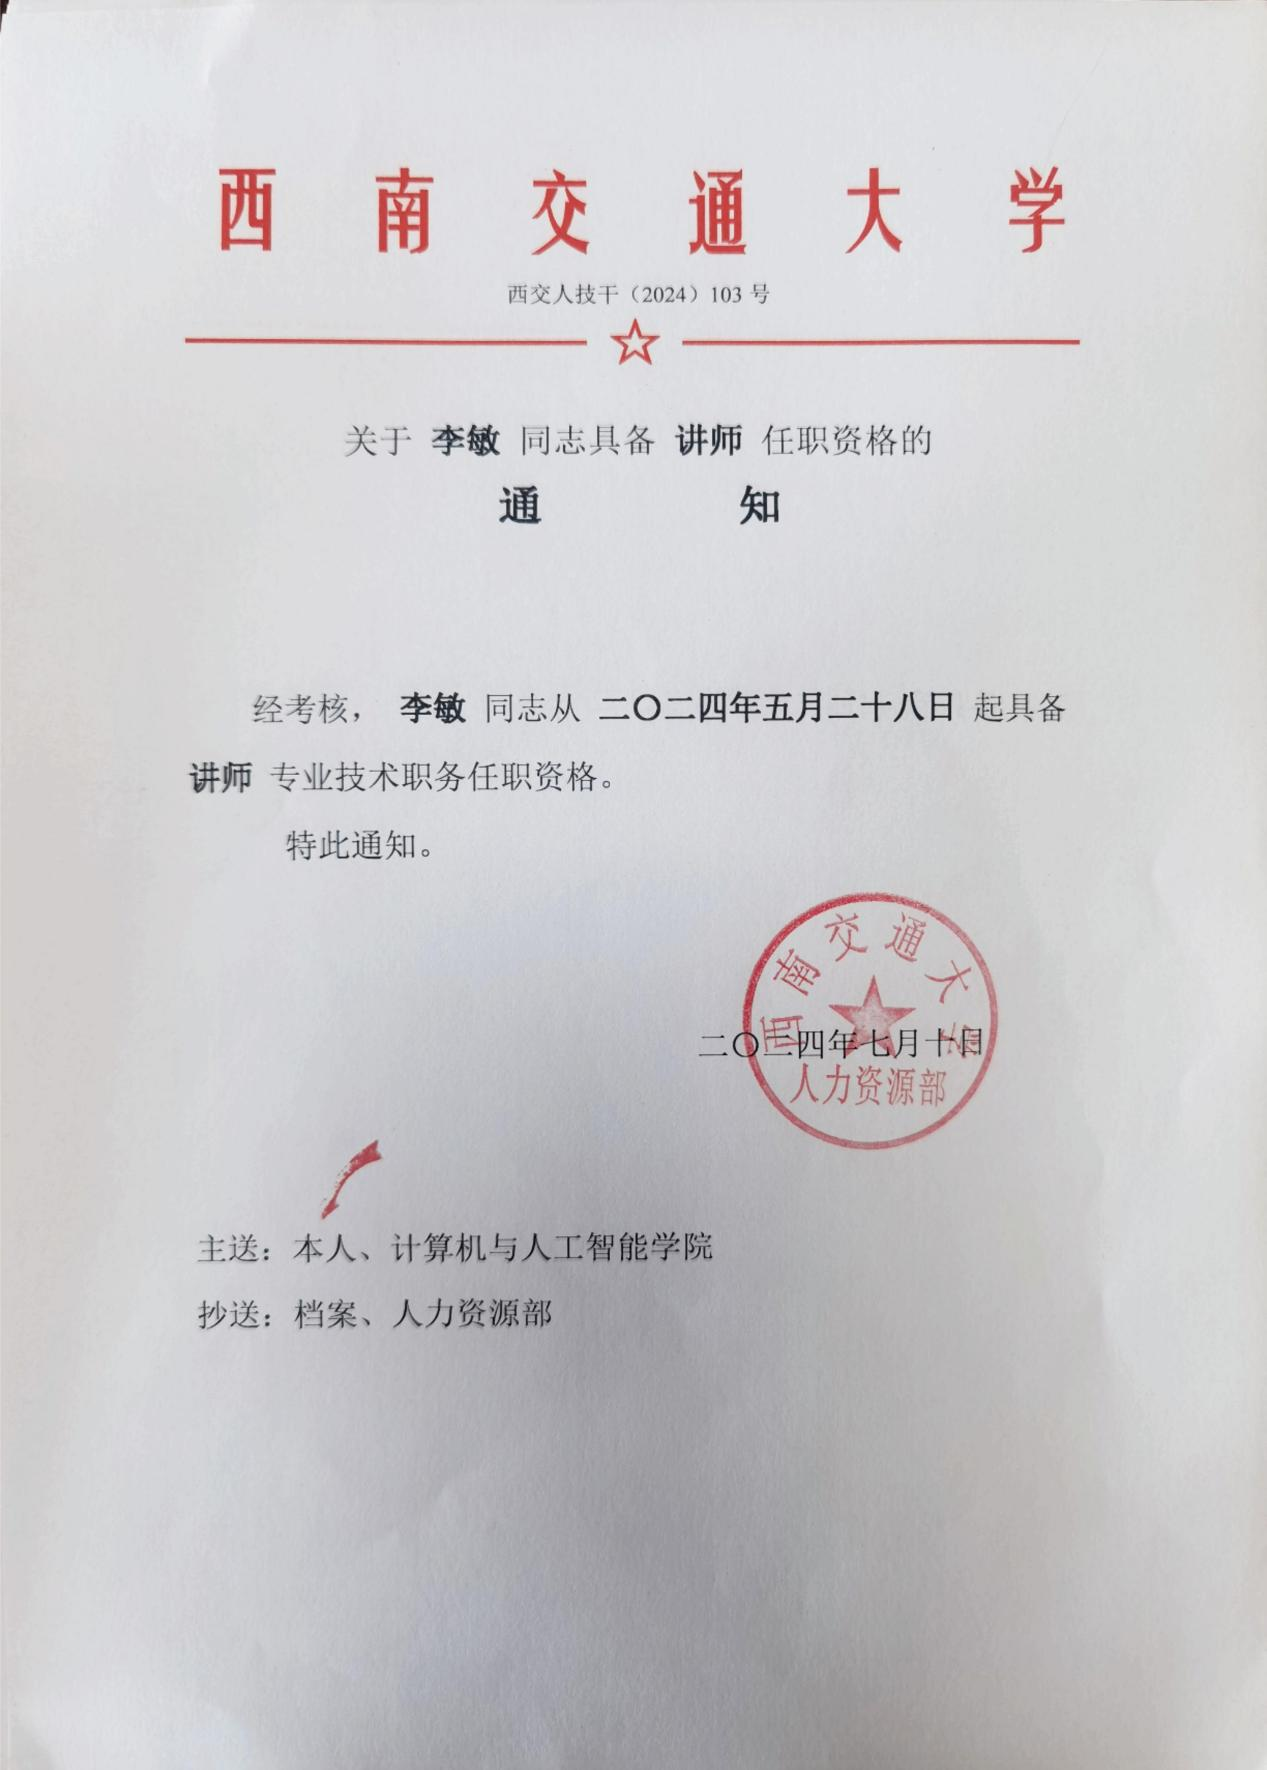 西南交通大学
西交人技干（2024）103 号
关于 李敏 同志具备 讲师 任职资格的
通 知
经考核， 李敏 同志从 二〇二四年五月二十八日 起具备
讲师 专业技术职务任职资格。
特此通知。
西南交通大学
二〇二四年七月十日
人力资源部
主送：本人、计算机与人工智能学院
抄送：档案、人力资源部